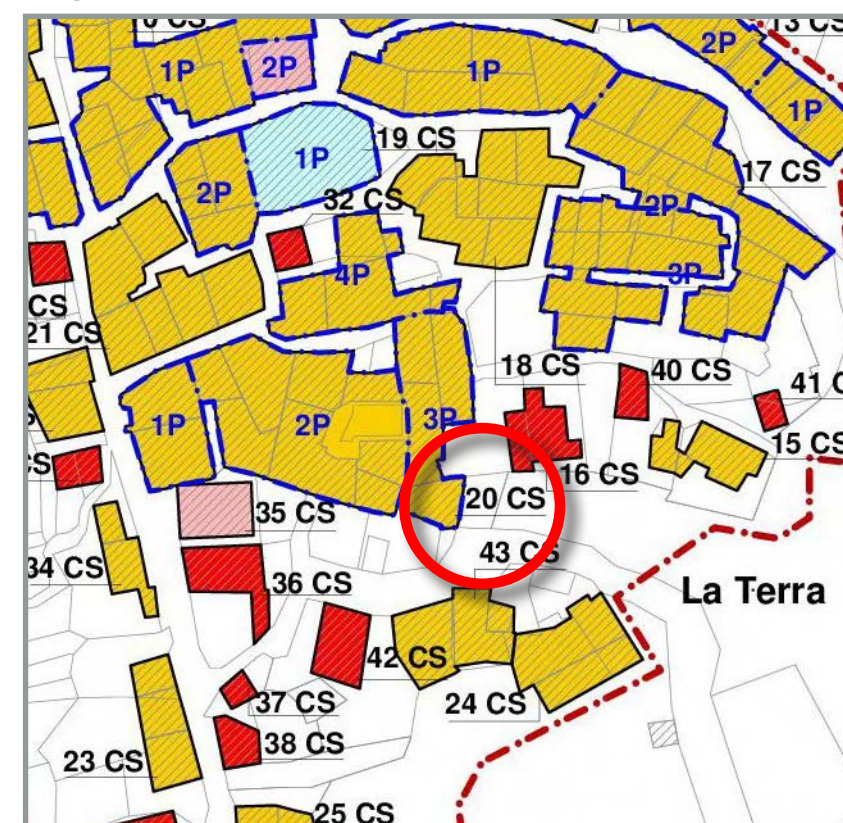 13 CS
2P
1P
2P
1P
1P
19 CS
1P
17 CS
2P
32 CS
2P
3P
4P
CS
21 CS
18 CS
40 CS
41 C
1P
2P
3P
15 CS
CS
16 CS
20 CS
35 CS
43 CS
34 CS
36 CS
La Terra
42 CS
37 CS
24 CS
38 CS
23 CS
25 CS